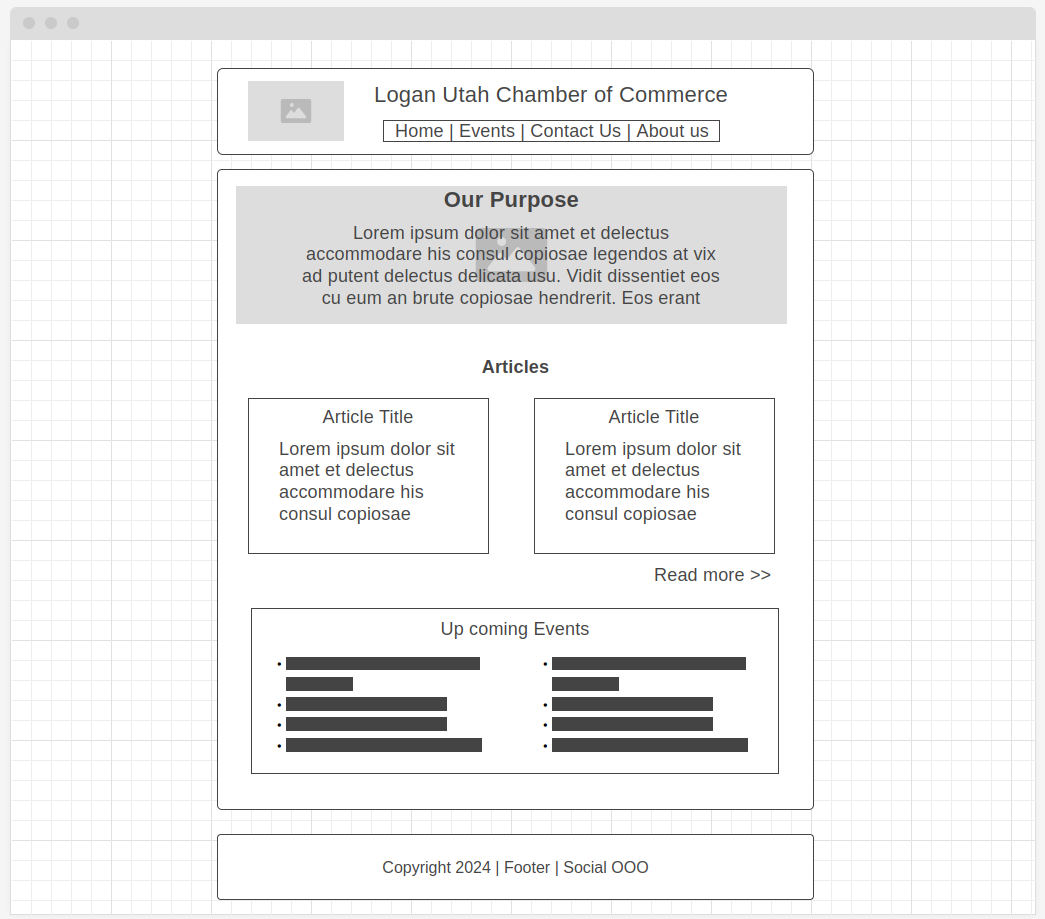 Logan Utah Chamber of Commerce
Home | Events | Contact Us | About us
Our Purpose
Lorem ipsum dolor sit amet et delectus
accommodare his consul copiosae legendos at vix
ad putent delectus delicata usu. Vidit dissentiet eos
cu eum an brute copiosae hendrerit. Eos erant
Articles
Article Title
Lorem ipsum dolor sit
amet et delectus
accommodare his
consul copiosae
Article Title
Lorem ipsum dolor sit
amet et delectus
accommodare his
consul copiosae
Read more >>
Up coming Events
Copyright 2024 | Footer | Social OOO